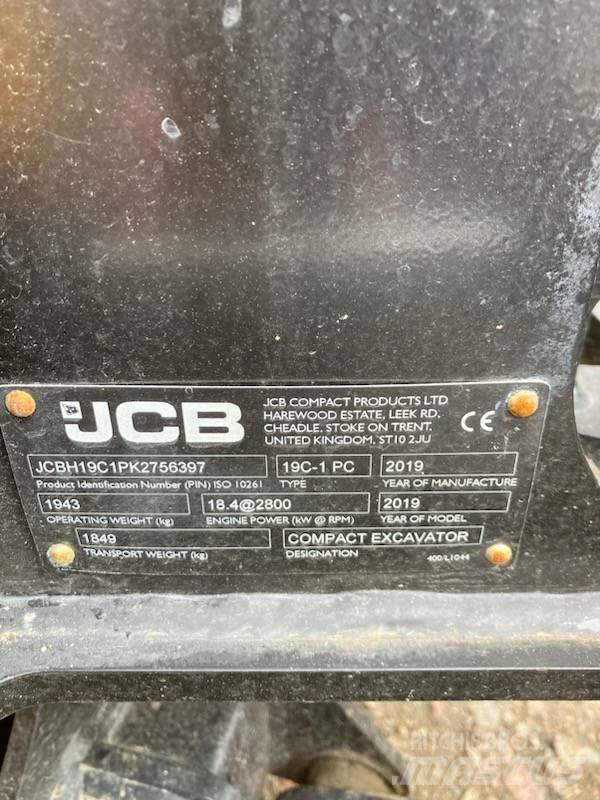 JCB
JCB COMPACT PRODUCTS LTD
HAREWOOD ESTATE, LEEK RD.
CHEADLE. STOKE ON TRENT.
UNITED KINGDOM, ST10 2JU
CE
JCBH19C1PK2756397
Product Identification Number (PIN) ISO 10261
19C-1 PC
TYPE
2019
YEAR OF MANUFACTURE
1943
OPERATING WEIGHT (kg)
18.4@2800
ENGINE POWER (kW @ RPM)
2019
YEAR OF MODEL
1849
TRANSPORT WEIGHT (kg)
COMPACT EXCAVATOR
DESIGNATION
400/L1044
RITCHIE BROS.
MASCUS